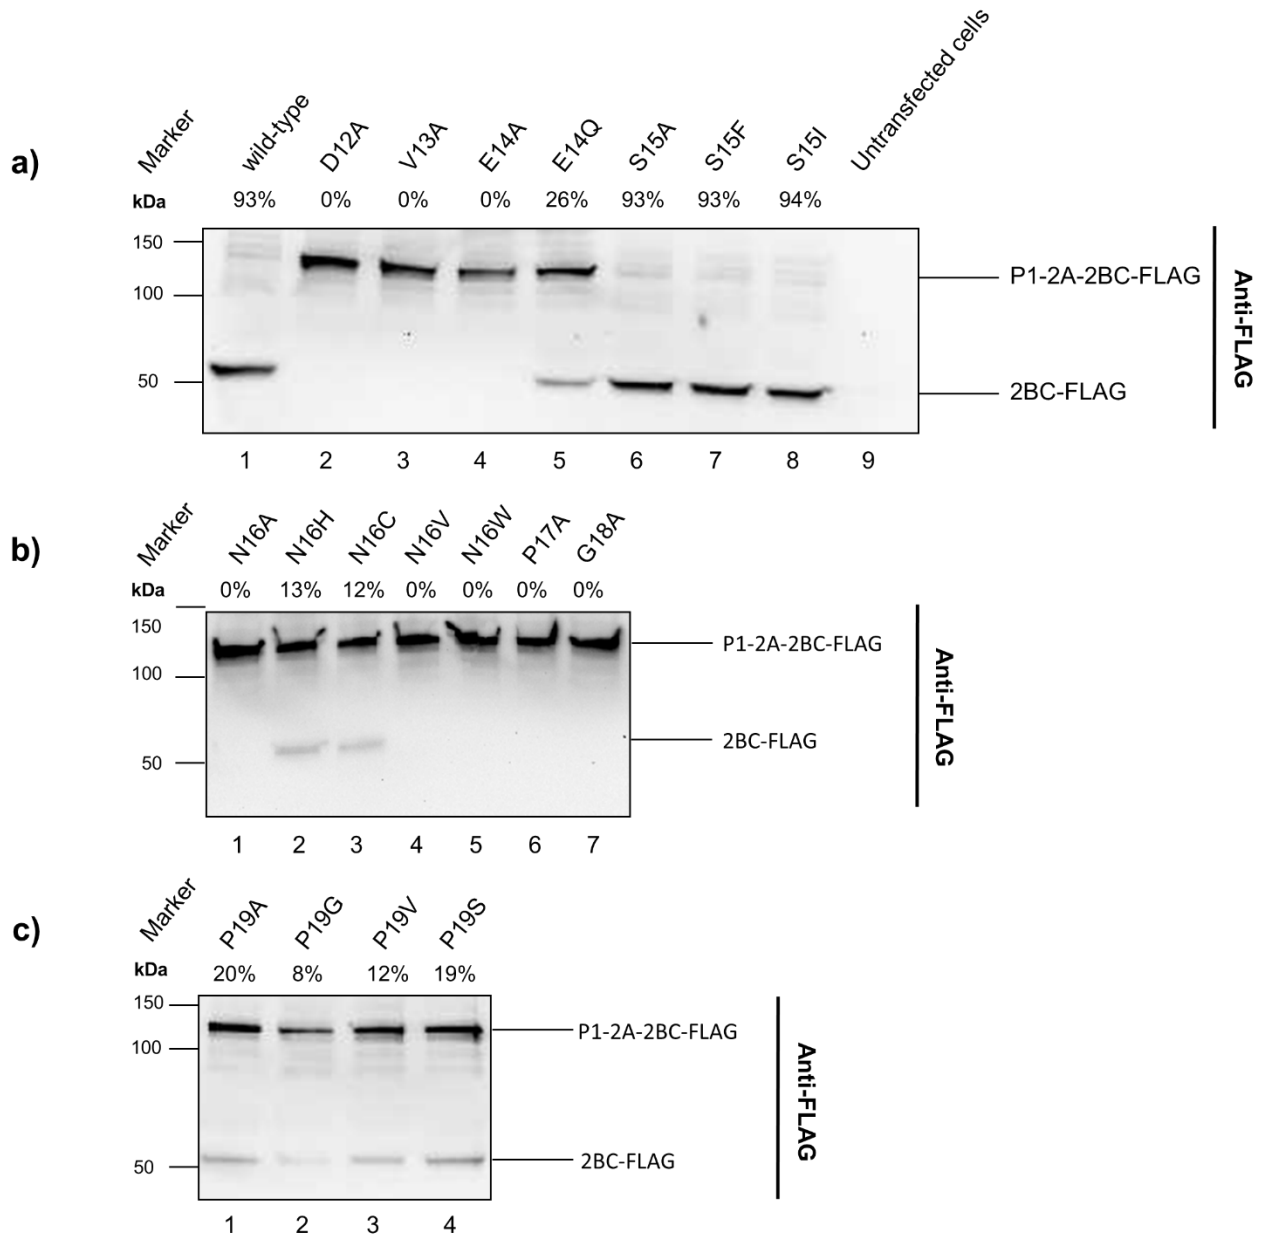 a)
Marker wild-type D12A V13A E14A E14Q S15A S15F S15I Untransfected cells
kDa 93% 0% 0% 0% 26% 93% 93% 94%
150
100
50
P1-2A-2BC-FLAG
2BC-FLAG
Anti-FLAG
1 2 3 4 5 6 7 8 9
b)
Marker N16A N16H N16C N16V N16W P17A G18A
kDa 0% 13% 12% 0% 0% 0% 0%
150
100
50
P1-2A-2BC-FLAG
2BC-FLAG
Anti-FLAG
1 2 3 4 5 6 7
c)
Marker P19A P19G P19V P19S
kDa 20% 8% 12% 19%
150
100
50
P1-2A-2BC-FLAG
2BC-FLAG
Anti-FLAG
1 2 3 4